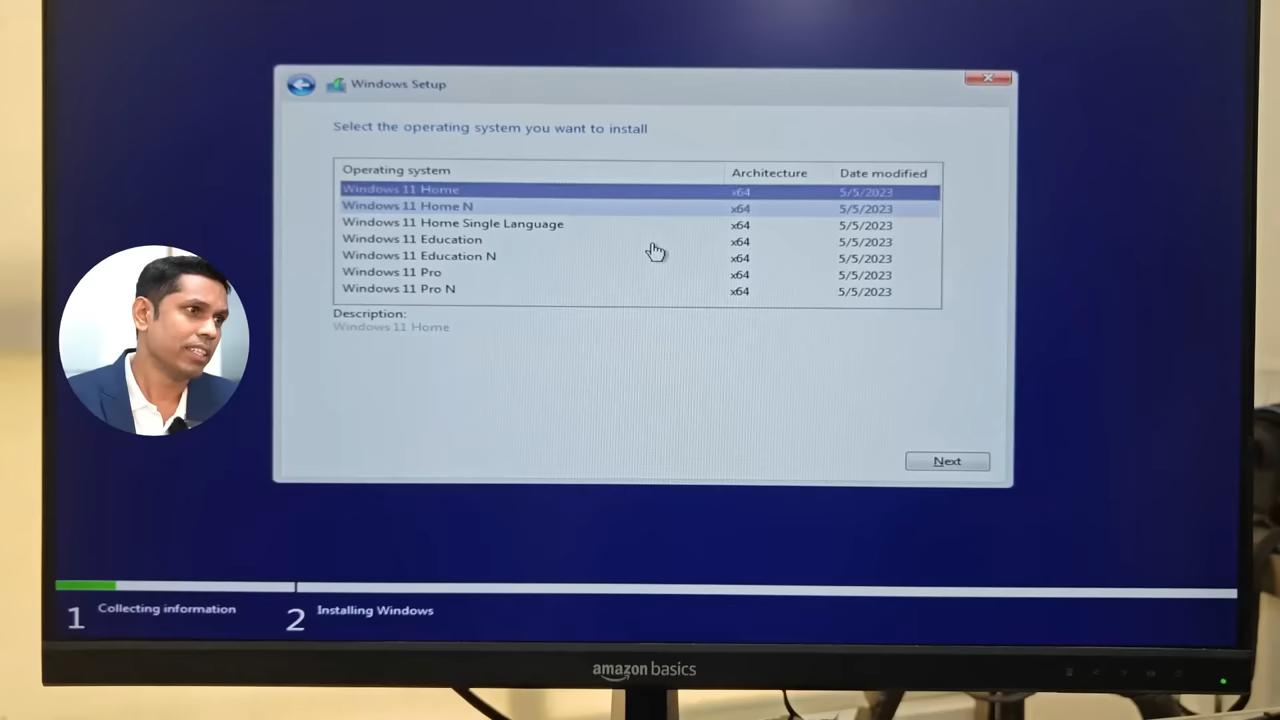 Windows Setup
Select the operating system you want to install
Operating system Architecture Date modified
Windows 11 Home x64 5/5/2023
Windows 11 Home N x64 5/5/2023
Windows 11 Home Single Language x64 5/5/2023
Windows 11 Education x64 5/5/2023
Windows 11 Education N x64 5/5/2023
Windows 11 Pro x64 5/5/2023
Windows 11 Pro N x64 5/5/2023
Description:
Windows 11 Home
Next
1 Collecting information 2 Installing Windows
amazon basics